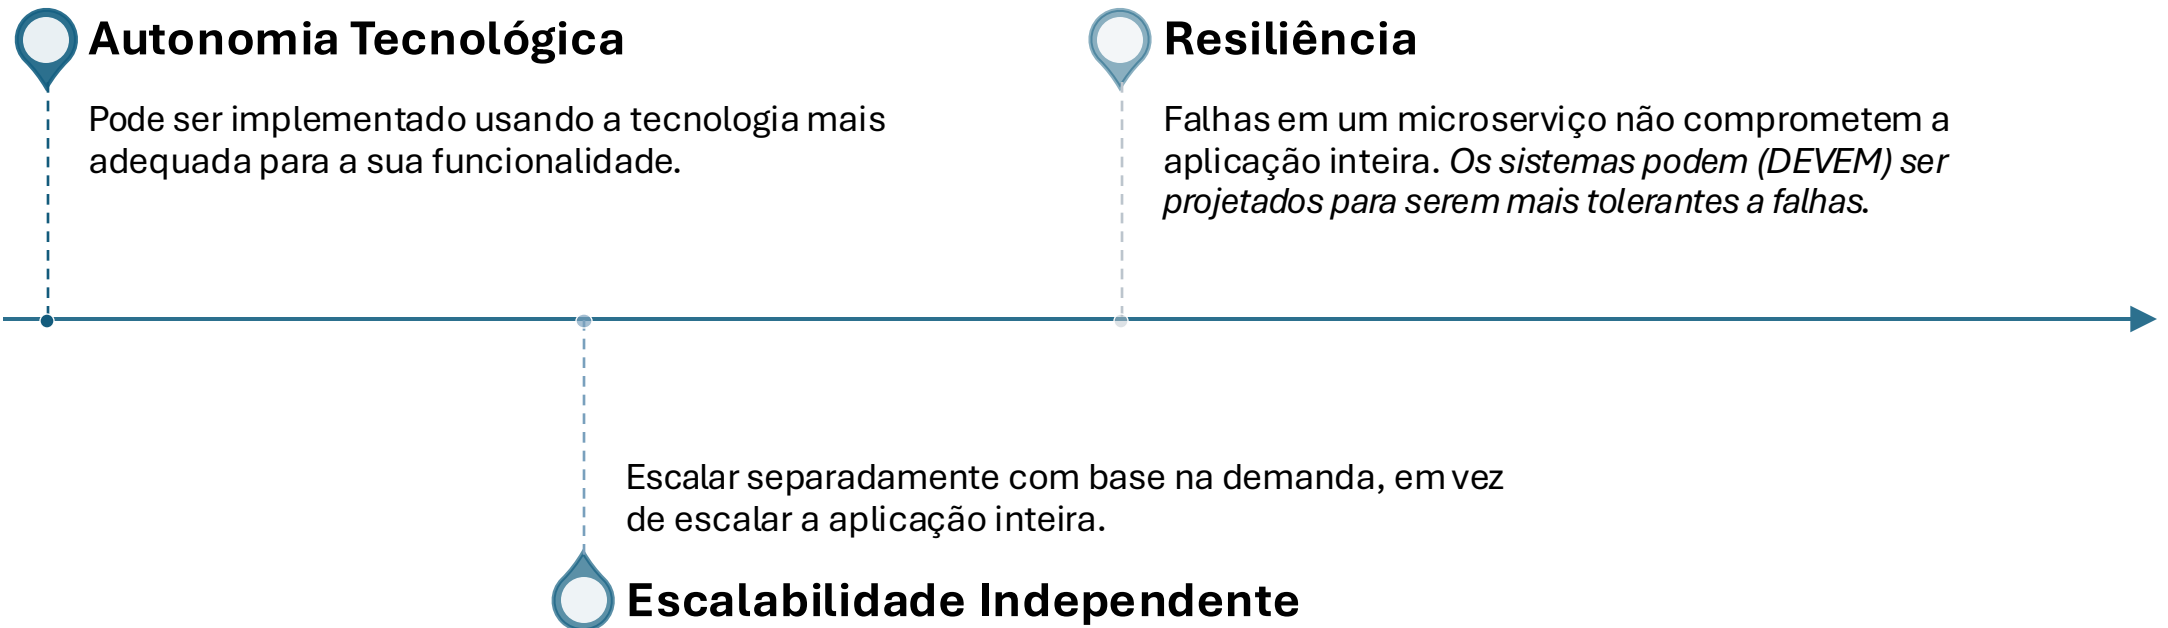 Autonomia Tecnológica
Pode ser implementado usando a tecnologia mais
adequada para a sua funcionalidade.
Resiliência
Falhas em um microserviço não comprometem a
aplicação inteira. Os sistemas podem (DEVEM) ser
projetados para serem mais tolerantes a falhas.
Escalar separadamente com base na demanda, em vez
de escalar a aplicação inteira.
Escalabilidade Independente